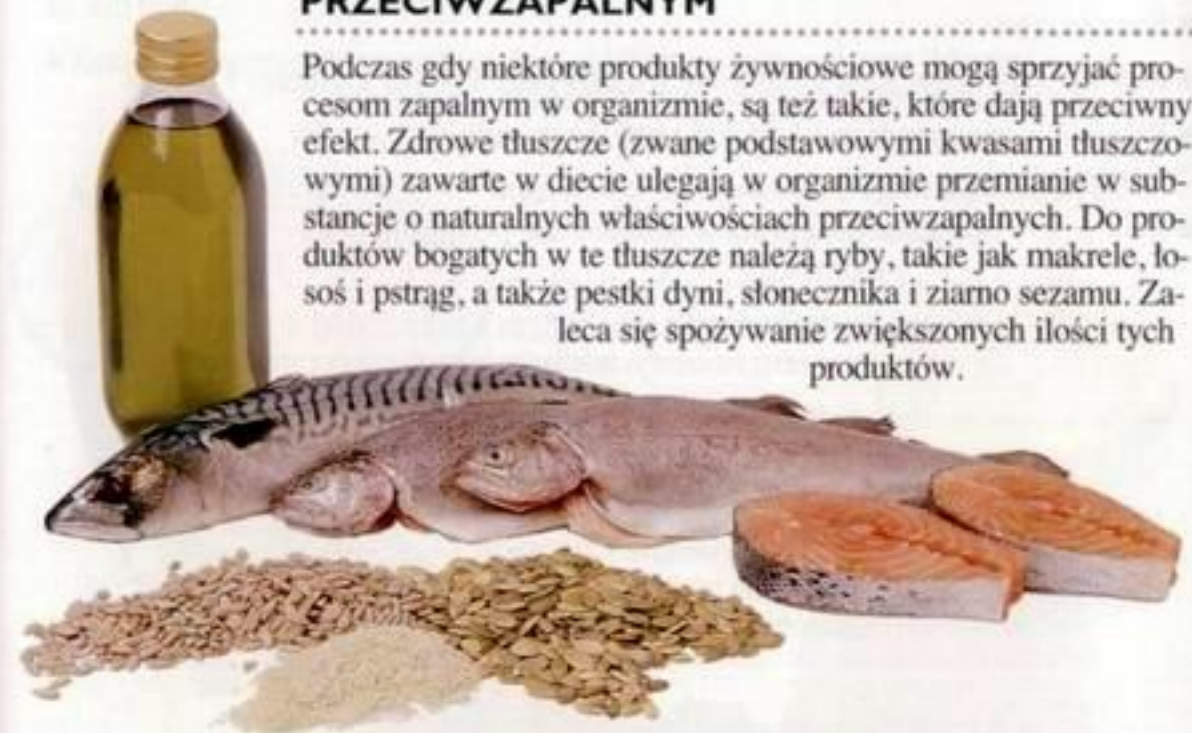 PRZECIWZAPALNYM
Podczas gdy niektóre produkty żywnościowe mogą sprzyjać pro-
cesom zapalnym w organizmie, są też takie, które dają przeciwny
efekt. Zdrowe tłuszcze (zwane podstawowymi kwasami tłuszczo-
wymi) zawarte w diecie ulegają w organizmie przemianie w sub-
stancje o naturalnych właściwościach przeciwzapalnych. Do pro-
duktów bogatych w te tłuszcze należą ryby, takie jak makrele, ło-
soś i pstrąg, a także pestki dyni, słonecznika i ziarno sezamu. Za-
leca się spożywanie zwiększonych ilości tych
produktów.